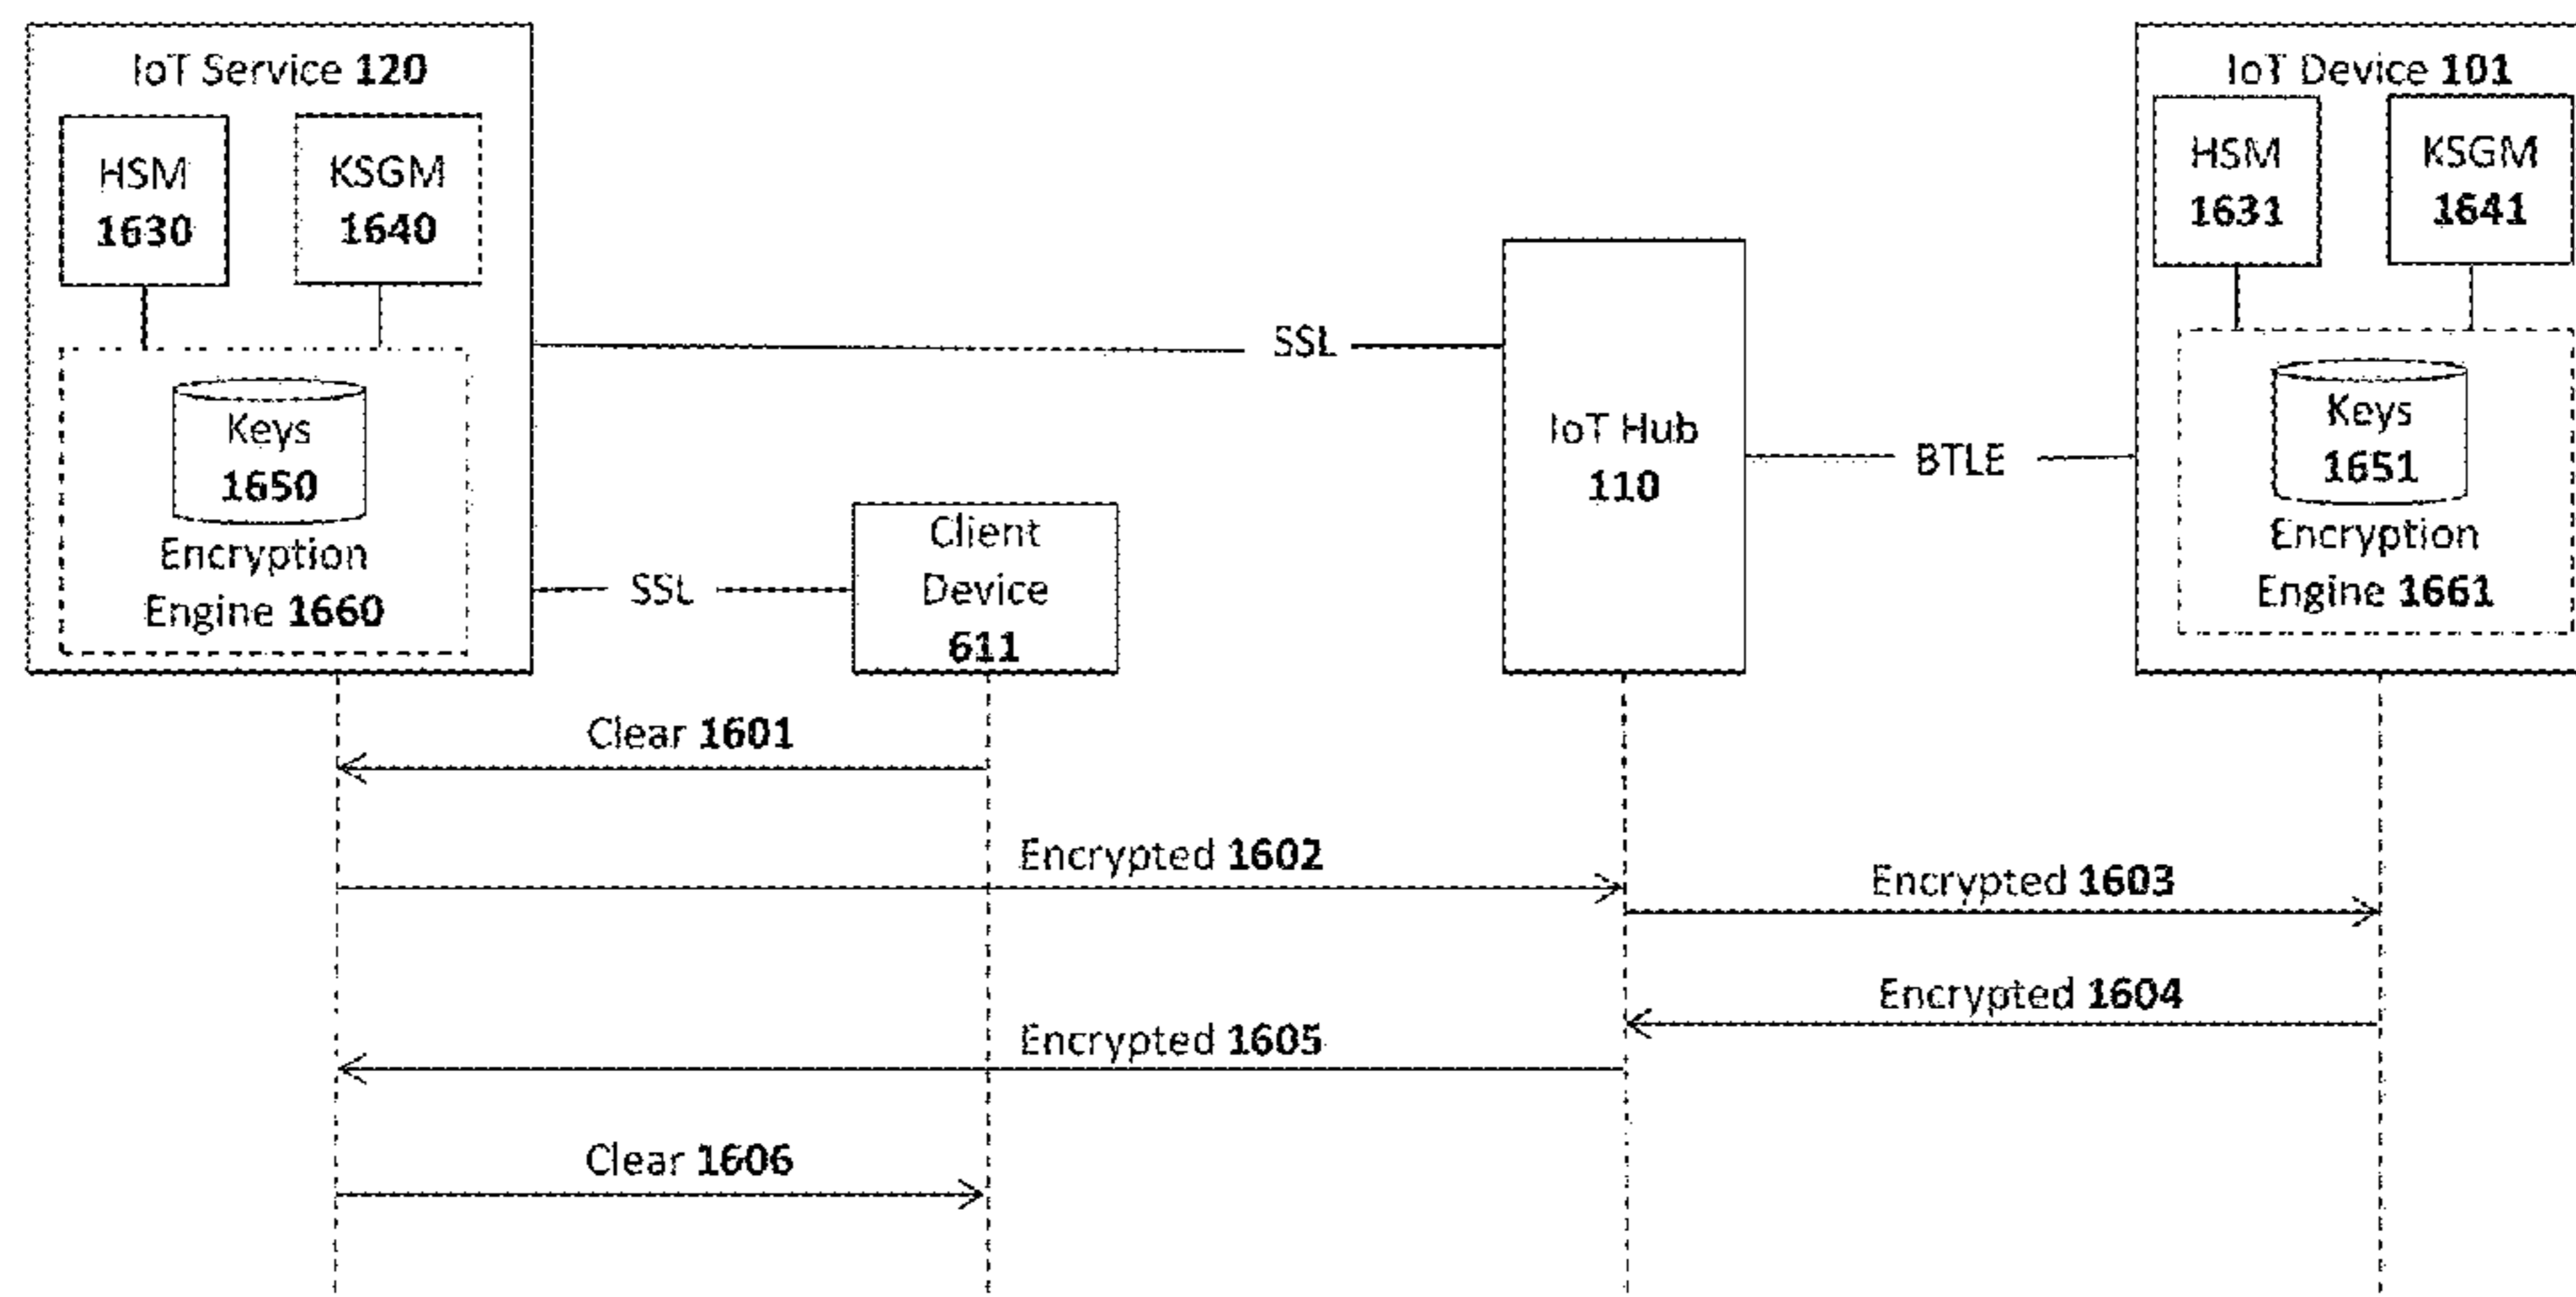 IoT Service 120
HSM
1630
KSGM
1640
Keys
1650
Encryption
Engine 1660
SSL
SSL
Client
Device
611
IoT Hub
110
BTLE
IoT Device 101
HSM
1631
KSGM
1641
Keys
1651
Encryption
Engine 1661
Clear 1601
Encrypted 1602
Encrypted 1603
Encrypted 1604
Encrypted 1605
Clear 1606